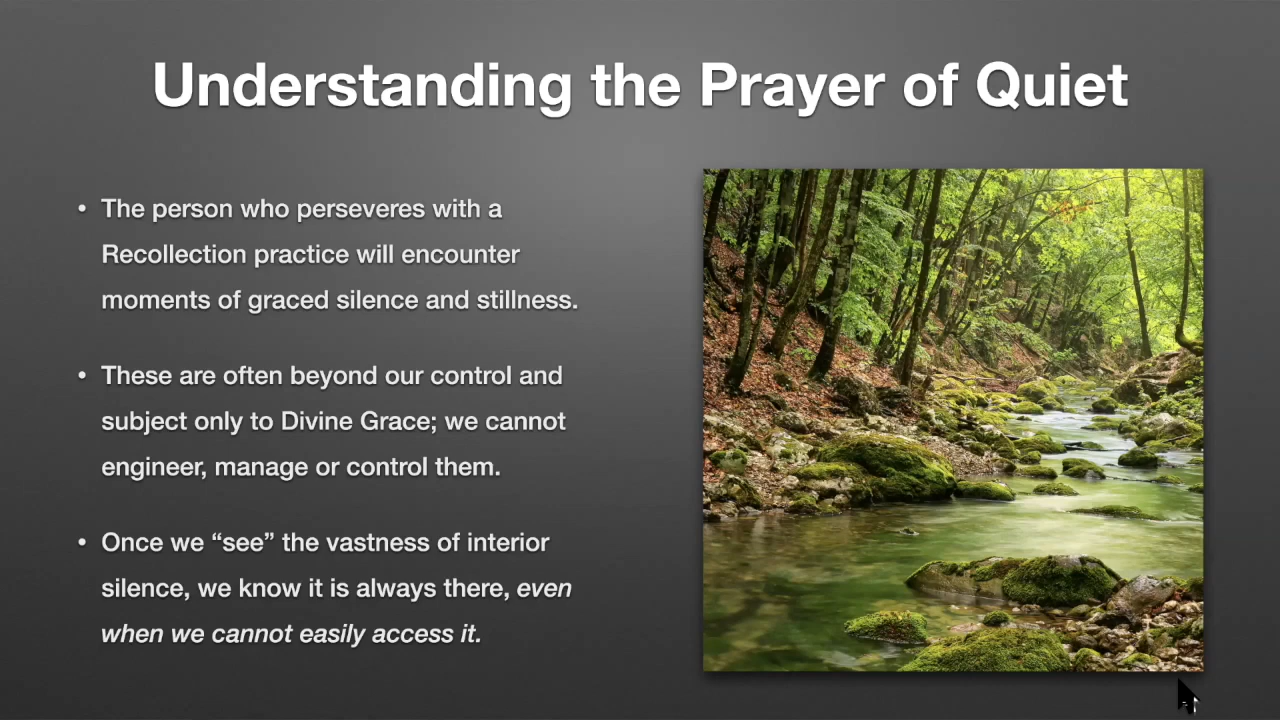 Understanding the Prayer of Quiet
• The person who perseveres with a
Recollection practice will encounter
moments of graced silence and stillness.
• These are often beyond our control and
subject only to Divine Grace; we cannot
engineer, manage or control them.
• Once we “see” the vastness of interior
silence, we know it is always there, even
when we cannot easily access it.